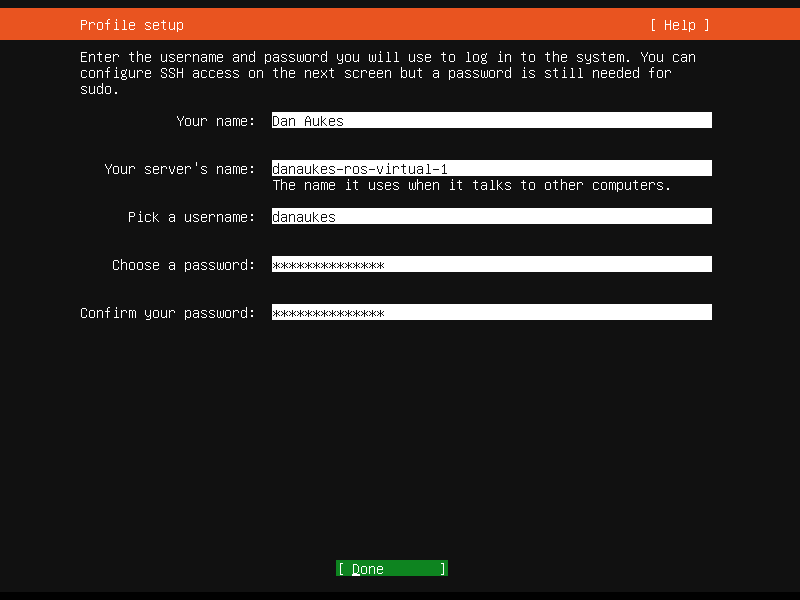 Profile setup [ Help ]
Enter the username and password you will use to log in to the system. You can
configure SSH access on the next screen but a password is still needed for
sudo.
Your name: Dan Aukes
Your server's name: danaukes-ros-virtual-1
The name it uses when it talks to other computers.
Pick a username: danaukes
Choose a password: **************
Confirm your password: **************
[ Done ]